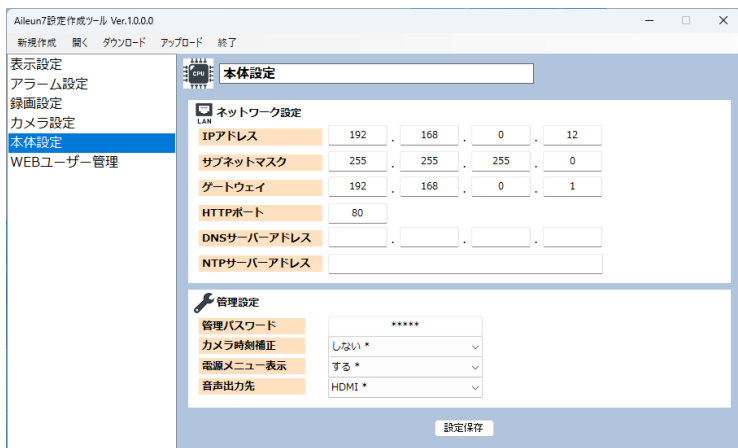 Aileun7設定作成ツール Ver.1.0.0.0
新規作成 開く ダウンロード アップロード 終了
表示設定
アラーム設定
録画設定
カメラ設定
本体設定
WEBユーザー管理
CPU 本体設定
LAN ネットワーク設定
IPアドレス 192 . 168 . 0 . 12
サブネットマスク 255 . 255 . 255 . 0
ゲートウェイ 192 . 168 . 0 . 1
HTTPポート 80
DNSサーバーアドレス . . .
NTPサーバーアドレス
管理設定
管理パスワード *****
カメラ時刻補正 しない *
電源メニュー表示 する *
音声出力先 HDMI *
設定保存